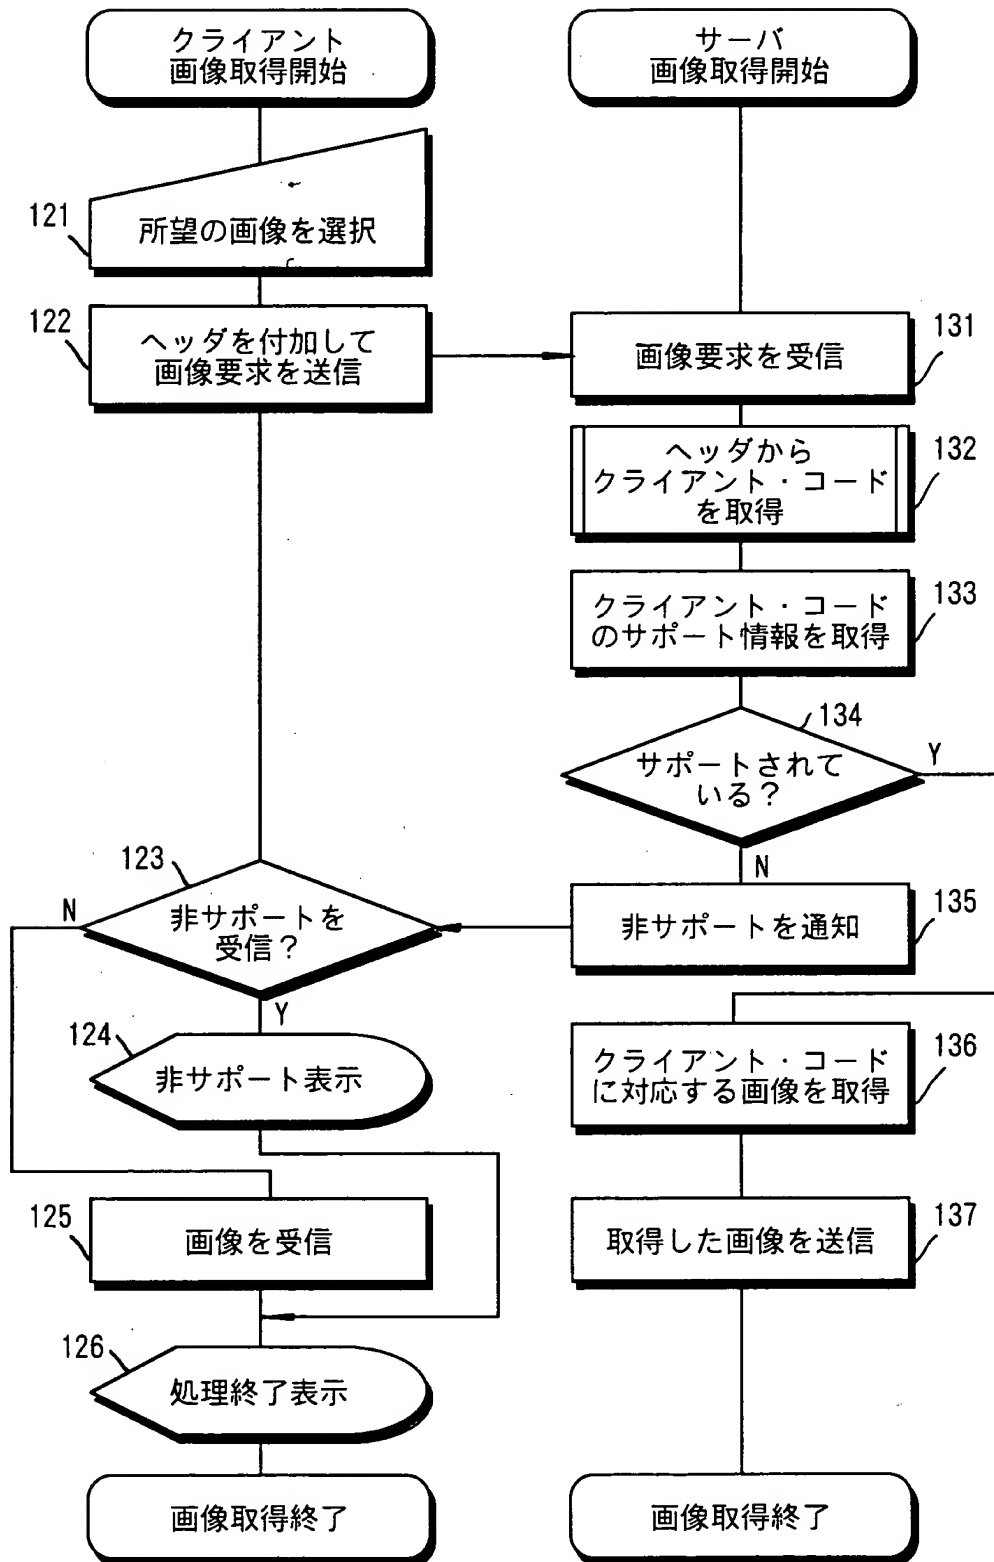 クライアント
画像取得開始
サーバ
画像取得開始
121
所望の画像を選択
122
ヘッダを付加して
画像要求を送信
131
画像要求を受信
132
ヘッダから
クライアント・コード
を取得
133
クライアント・コード
のサポート情報を取得
134
サポートされて
いる?
Y
N
123
非サポートを
受信?
N
Y
135
非サポートを通知
124
非サポート表示
136
クライアント・コード
に対応する画像を取得
125
画像を受信
137
取得した画像を送信
126
処理終了表示
画像取得終了
画像取得終了